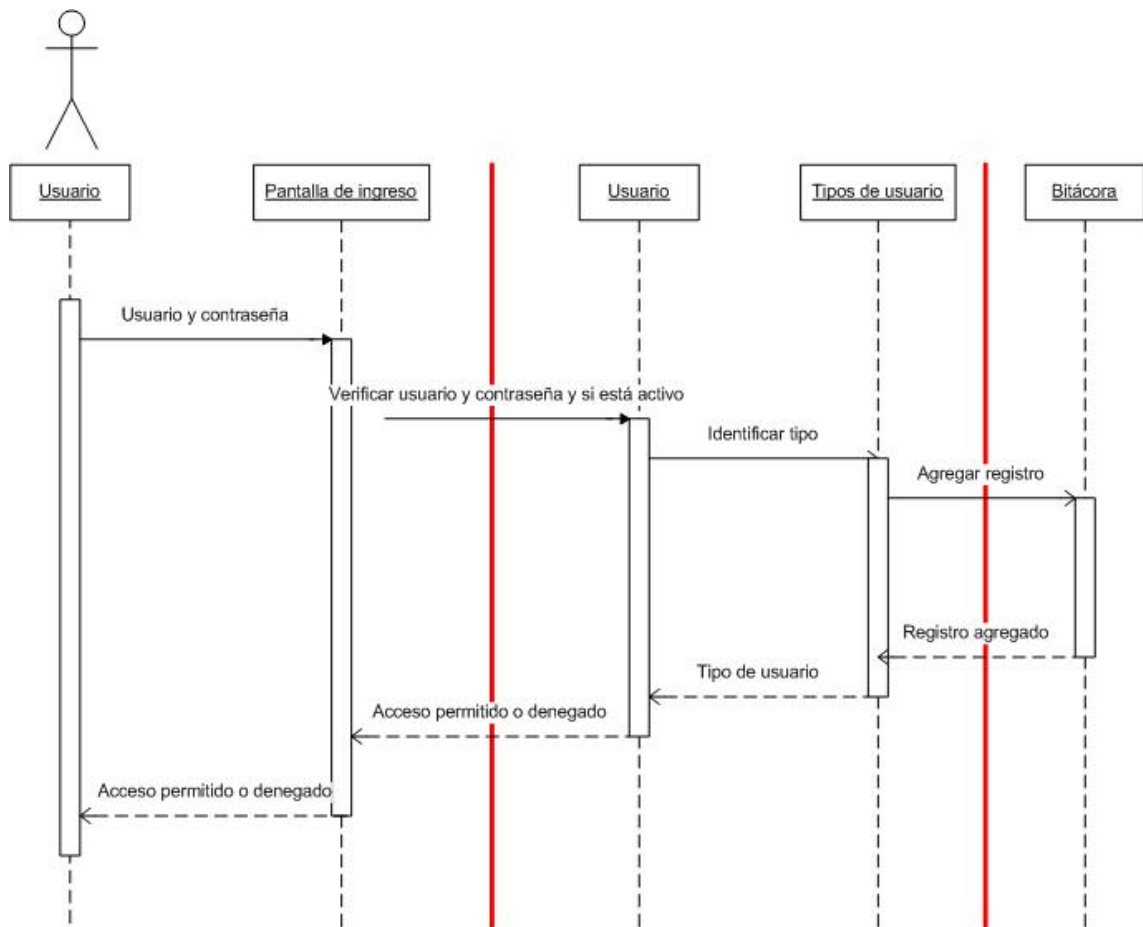 Usuario
Pantalla de ingreso
Usuario
Tipos de usuario
Bitácora
Usuario y contraseña
Verificar usuario y contraseña y si está activo
Identificar tipo
Agregar registro
Registro agregado
Tipo de usuario
Acceso permitido o denegado
Acceso permitido o denegado